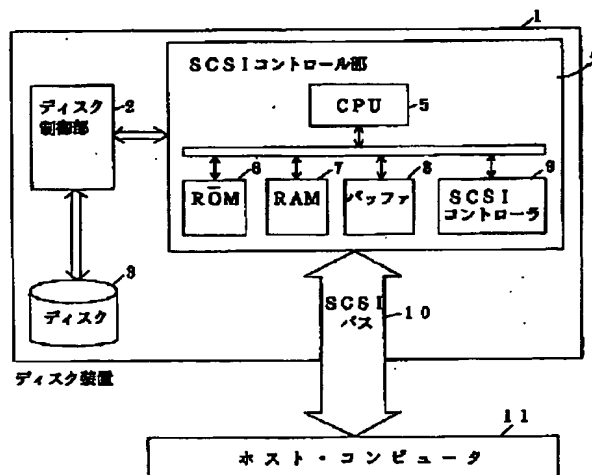 1
SCSIコントロール部
4
ディスク
制御部
2
CPU
5
ROM
6
RAM
7
バッファ
8
SCSI
コントローラ
9
ディスク
3
SCSI
バス
10
ディスク装置
11
ホスト・コンピュータ